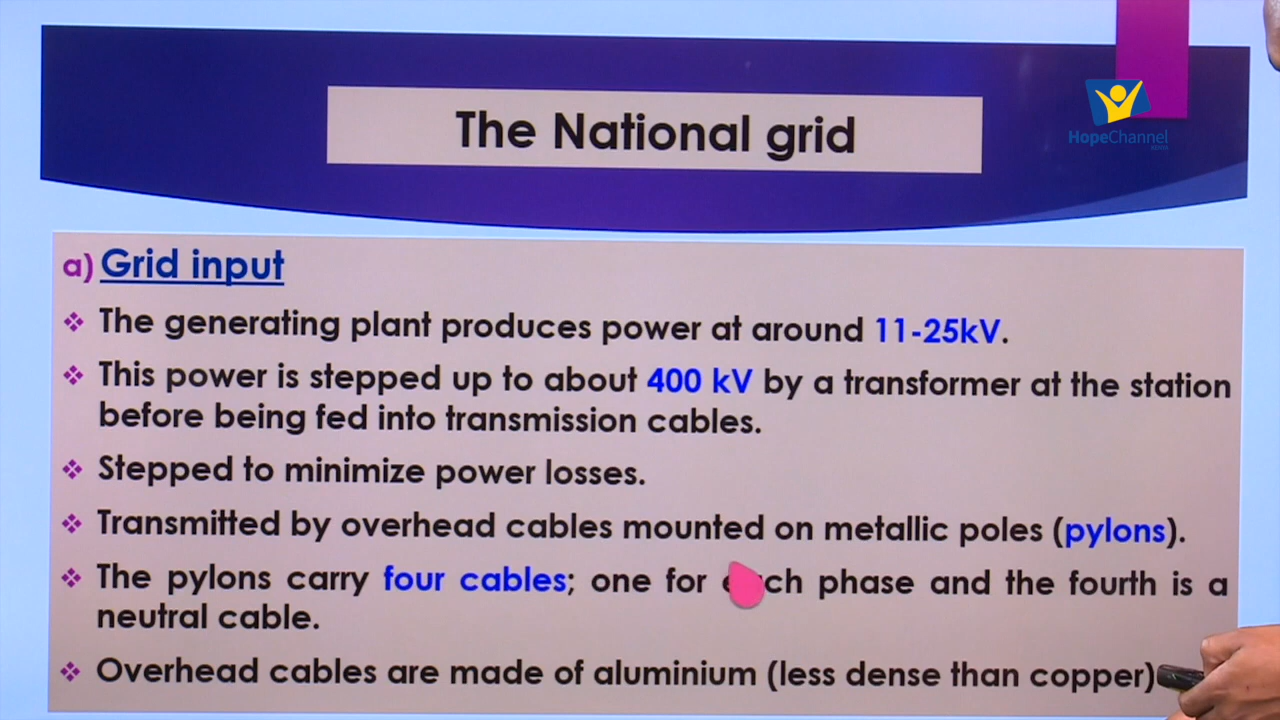 The National grid
HopeChannel
a) Grid input
❖ The generating plant produces power at around 11-25kV.
❖ This power is stepped up to about 400 kV by a transformer at the station
before being fed into transmission cables.
❖ Stepped to minimize power losses.
❖ Transmitted by overhead cables mounted on metallic poles (pylons).
❖ The pylons carry four cables; one for each phase and the fourth is a
neutral cable.
❖ Overhead cables are made of aluminium (less dense than copper)